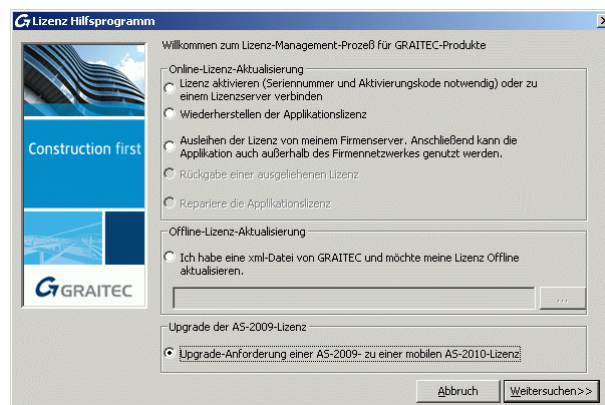 Lizenz Hilfsprogramm
Willkommen zum Lizenz-Management-Prozeß für GRAITEC-Produkte
Online-Lizenz-Aktualisierung
Lizenz aktivieren (Seriennummer und Aktivierungskode notwendig) oder zu
einem Lizenzserver verbinden
Wiederherstellen der Applikationslizenz
Ausleihen der Lizenz von meinem Firmenserver. Anschließend kann die
Applikation auch außerhalb des Firmennetzwerkes genutzt werden.
Rückgabe einer ausgeliehenen Lizenz
Repariere die Applikationslizenz
Construction first
GRAITEC
Offline-Lizenz-Aktualisierung
Ich habe eine xml-Datei von GRAITEC und möchte meine Lizenz Offline
aktualisieren.
...
Upgrade der AS-2009-Lizenz
Upgrade-Anforderung einer AS-2009- zu einer mobilen AS-2010-Lizenz
Abbruch
Weitersuchen>>